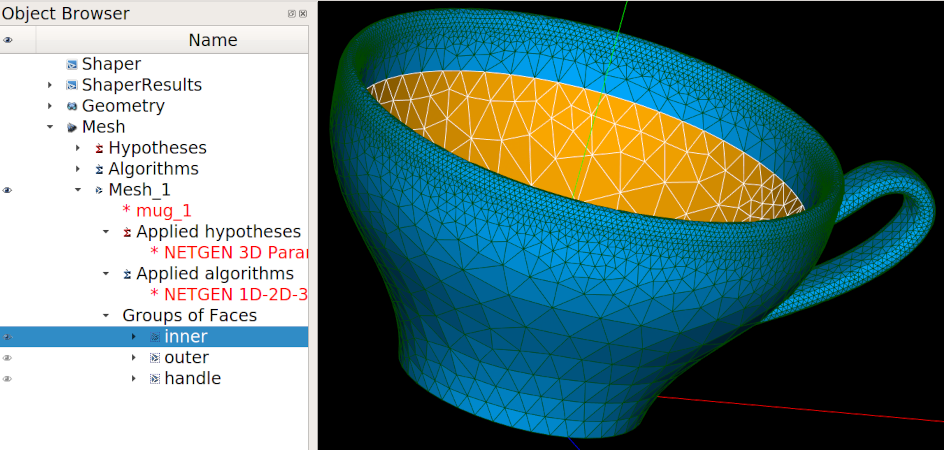 Object Browser
Name
Shaper
ShaperResults
Geometry
Mesh
Hypotheses
Algorithms
Mesh_1
* mug_1
Applied hypotheses
* NETGEN 3D Para
Applied algorithms
* NETGEN 1D-2D-3
Groups of Faces
inner
outer
handle